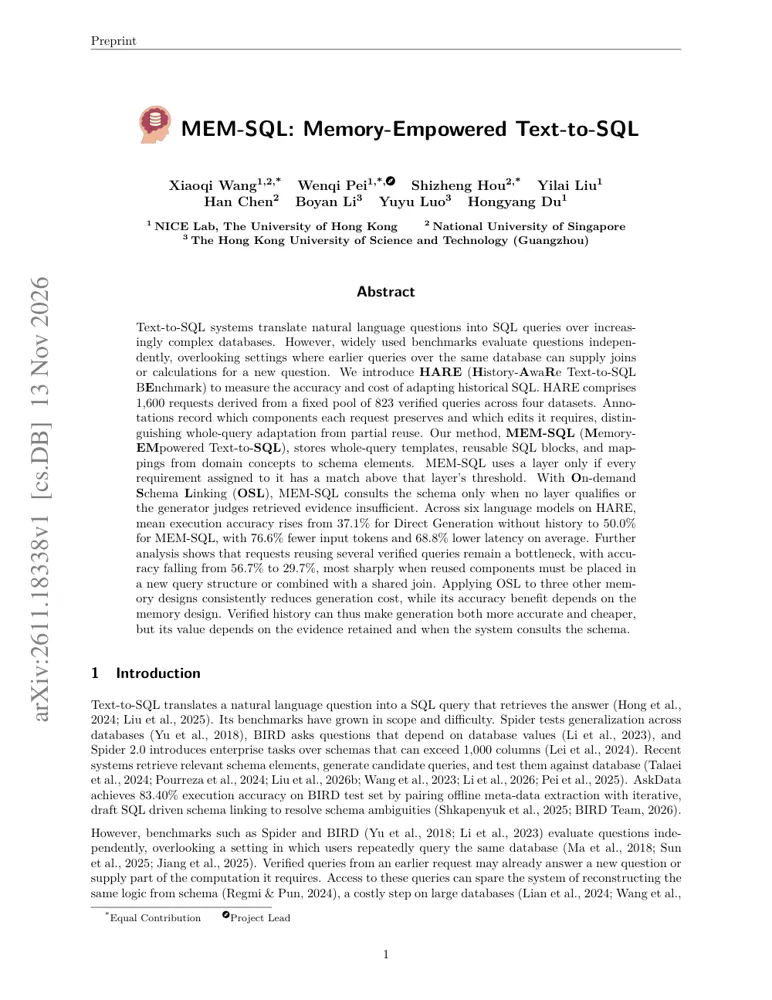 Preprint
MEM-SQL: Memory-Empowered Text-to-SQL
Xiaoqi Wang1,2,* Wenqi Pei1,*, Shizheng Hou2,* Yilai Liu1
Han Chen2 Boyan Li3 Yuyu Luo3 Hongyang Du1
1 NICE Lab, The University of Hong Kong 2 National University of Singapore
3 The Hong Kong University of Science and Technology (Guangzhou)
Abstract
Text-to-SQL systems translate natural language questions into SQL queries over increas-
ingly complex databases. However, widely used benchmarks evaluate questions indepen-
dently, overlooking settings where earlier queries over the same database can supply joins
or calculations for a new question. We introduce HARE (History-AwaRe Text-to-SQL
BEnchmark) to measure the accuracy and cost of adapting historical SQL. HARE comprises
1,600 requests derived from a fixed pool of 823 verified queries across four datasets. Anno-
tations record which components each request preserves and which edits it requires, distin-
guishing whole-query adaptation from partial reuse. Our method, MEM-SQL (Memory-
EMpowered Text-to-SQL), stores whole-query templates, reusable SQL blocks, and map-
pings from domain concepts to schema elements. MEM-SQL uses a layer only if every
requirement assigned to it has a match above that layer's threshold. With On-demand
Schema Linking (OSL), MEM-SQL consults the schema only when no layer qualifies or
the generator judges retrieved evidence insufficient. Across six language models on HARE,
mean execution accuracy rises from 37.1% for Direct Generation without history to 50.0%
for MEM-SQL, with 76.6% fewer input tokens and 68.8% lower latency on average. Further
analysis shows that requests reusing several verified queries remain a bottleneck, with accu-
racy falling from 56.7% to 29.7%, most sharply when reused components must be placed in
a new query structure or combined with a shared join. Applying OSL to three other mem-
ory designs consistently reduces generation cost, while its accuracy benefit depends on the
memory design. Verified history can thus make generation both more accurate and cheaper,
but its value depends on the evidence retained and when the system consults the schema.
1 Introduction
Text-to-SQL translates a natural language question into a SQL query that retrieves the answer (Hong et al.,
2024; Liu et al., 2025). Its benchmarks have grown in scope and difficulty. Spider tests generalization across
databases (Yu et al., 2018), BIRD asks questions that depend on database values (Li et al., 2023), and
Spider 2.0 introduces enterprise tasks over schemas that can exceed 1,000 columns (Lei et al., 2024). Recent
systems retrieve relevant schema elements, generate candidate queries, and test them against database (Talaei
et al., 2024; Pourreza et al., 2024; Liu et al., 2026b; Wang et al., 2023; Li et al., 2026; Pei et al., 2025). AskData
achieves 83.40% execution accuracy on BIRD test set by pairing offline meta-data extraction with iterative,
draft SQL driven schema linking to resolve schema ambiguities (Shkapenyuk et al., 2025; BIRD Team, 2026).
However, benchmarks such as Spider and BIRD (Yu et al., 2018; Li et al., 2023) evaluate questions inde-
pendently, overlooking a setting in which users repeatedly query the same database (Ma et al., 2018; Sun
et al., 2025; Jiang et al., 2025). Verified queries from an earlier request may already answer a new question or
supply part of the computation it requires. Access to these queries can spare the system of reconstructing the
same logic from schema (Regmi & Pun, 2024), a costly step on large databases (Lian et al., 2024; Wang et al.,
*Equal Contribution Project Lead
1
arXiv:2611.18338v1 [cs.DB] 13 Nov 2026